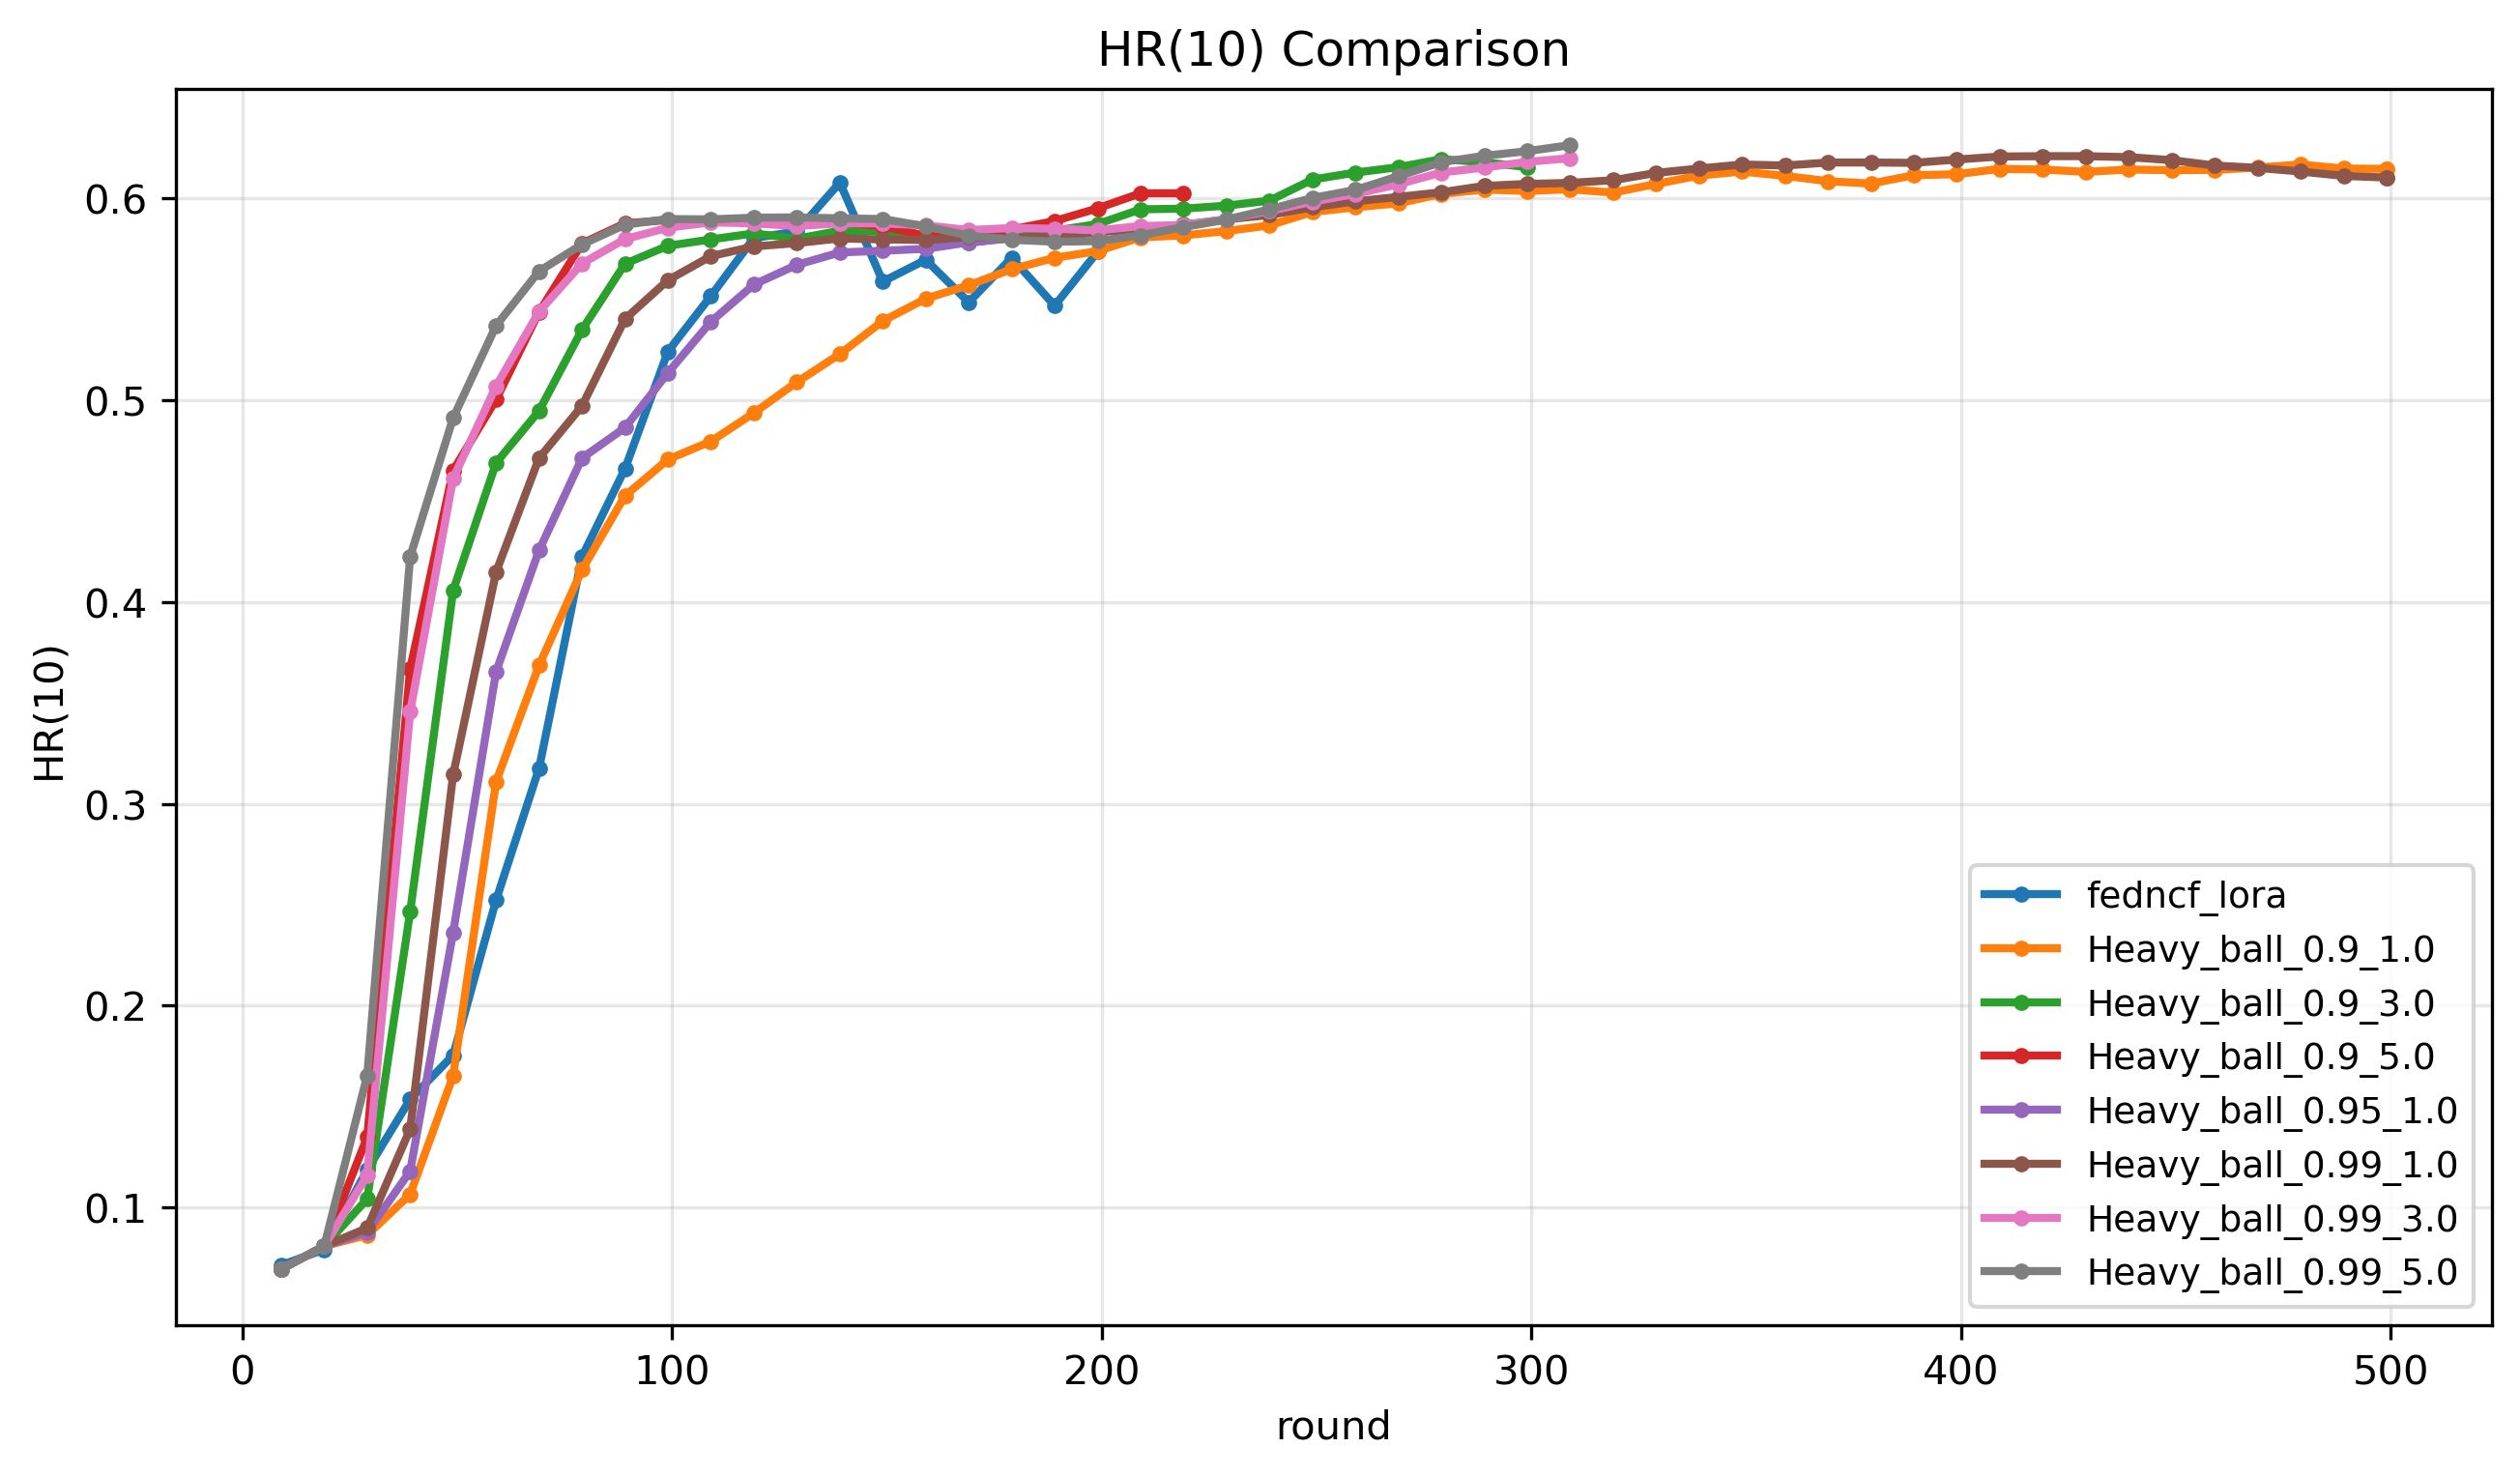 HR(10) Comparison
HR(10)
0.6
0.5
0.4
0.3
0.2
0.1
0
100
200
300
400
500
round
fedncf_lora
Heavy_ball_0.9_1.0
Heavy_ball_0.9_3.0
Heavy_ball_0.9_5.0
Heavy_ball_0.95_1.0
Heavy_ball_0.99_1.0
Heavy_ball_0.99_3.0
Heavy_ball_0.99_5.0